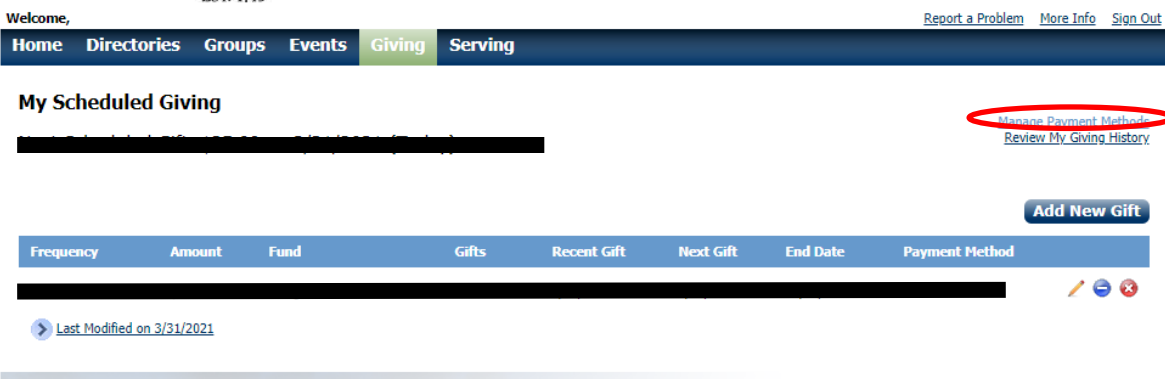 Welcome,
Report a Problem More Info Sign Out
Home Directories Groups Events Giving Serving
My Scheduled Giving
Manage Payment Methods
Review My Giving History
Add New Gift
Frequency Amount Fund Gifts Recent Gift Next Gift End Date Payment Method
Last Modified on 3/31/2021